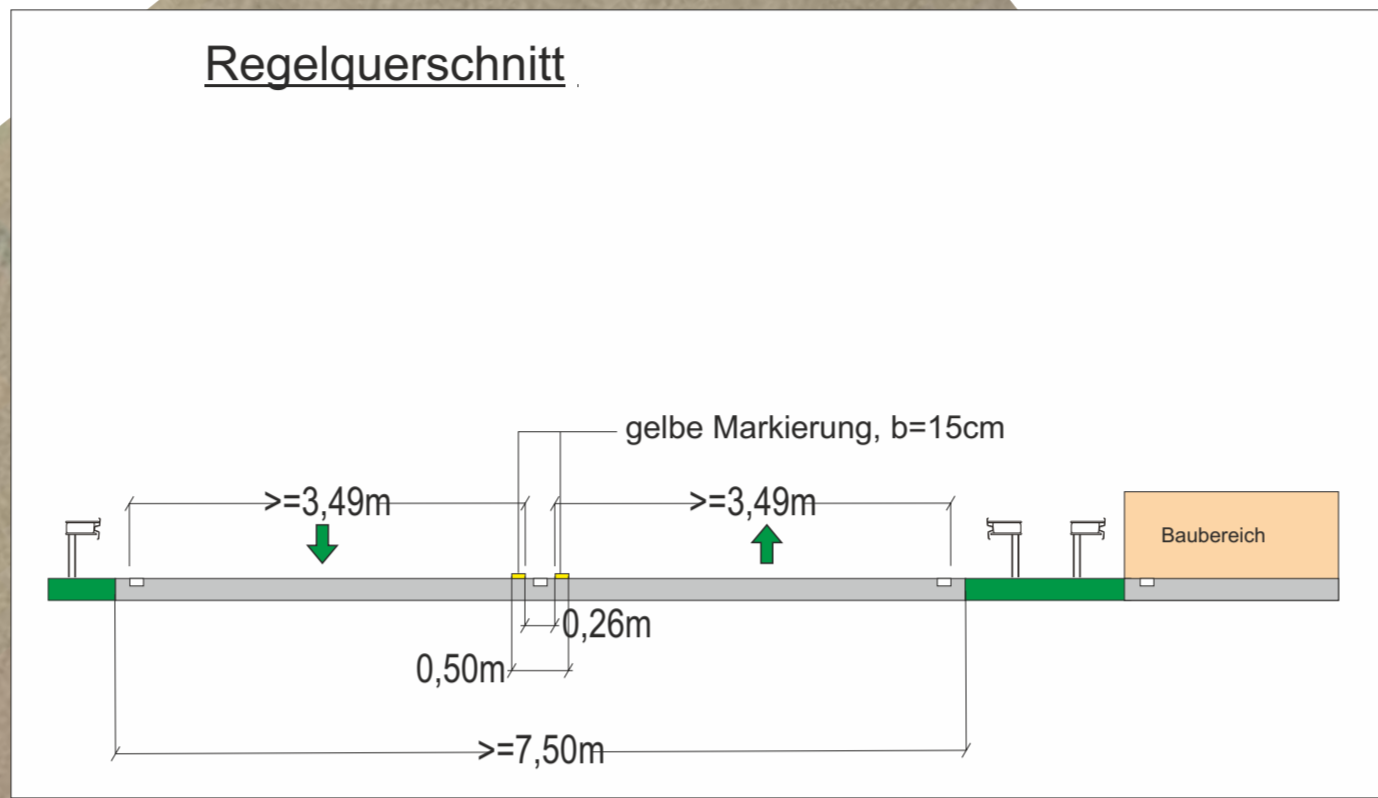 Regelquerschnitt
gelbe Markierung, b=15cm
>=3,49m
>=3,49m
Baubereich
0,26m
0,50m
>=7,50m